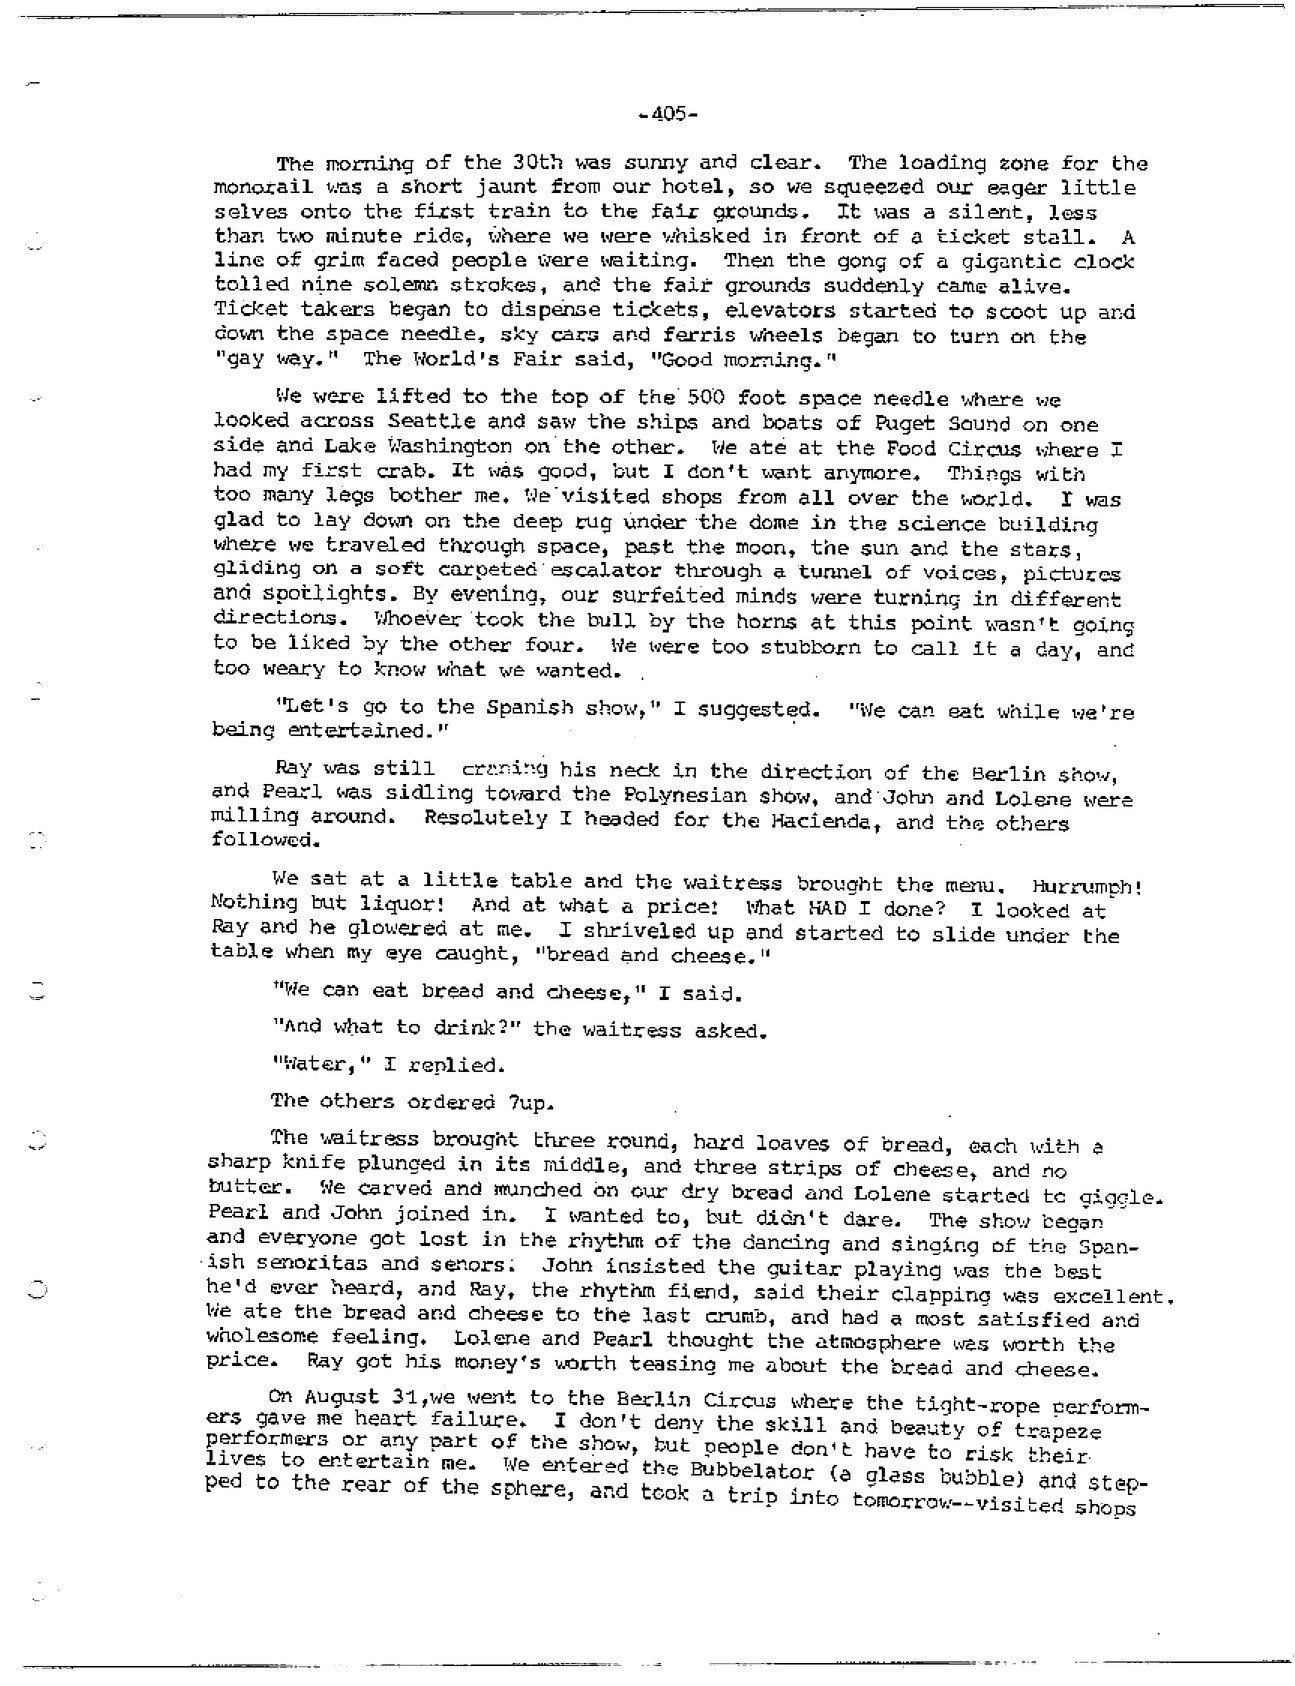 -405-
The morning of the 30th was sunny and clear. The loading zone for the
monorail was a short jaunt from our hotel, so we squeezed our eager little
selves onto the first train to the fair grounds. It was a silent, less
than two minute ride, where we were whisked in front of a ticket stall. A
line of grim faced people were waiting. Then the gong of a gigantic clock
tolled nine solemn strokes, and the fair grounds suddenly came alive.
Ticket takers began to dispense tickets, elevators started to scoot up and
down the space needle, sky cars and ferris wheels began to turn on the
"gay way." The World's Fair said, "Good morning."
We were lifted to the top of the 500 foot space needle where we
looked across Seattle and saw the ships and boats of Puget Sound on one
side and Lake Washington on the other. We ate at the Food Circus where I
had my first crab. It was good, but I don't want anymore. Things with
too many legs bother me. We visited shops from all over the world. I was
glad to lay down on the deep rug under the dome in the science building
where we traveled through space, past the moon, the sun and the stars,
gliding on a soft carpeted escalator through a tunnel of voices, pictures
and spotlights. By evening, our surfeited minds were turning in different
directions. Whoever took the bull by the horns at this point wasn't going
to be liked by the other four. We were too stubborn to call it a day, and
too weary to know what we wanted.
"Let's go to the Spanish show," I suggested. "We can eat while we're
being entertained."
Ray was still craning his neck in the direction of the Berlin show,
and Pearl was sidling toward the Polynesian show, and John and Lolene were
milling around. Resolutely I headed for the Hacienda, and the others
followed.
We sat at a little table and the waitress brought the menu. Hurrumph!
Nothing but liquor! And at what a price! What HAD I done? I looked at
Ray and he glowered at me. I shriveled up and started to slide under the
table when my eye caught, "bread and cheese."
"We can eat bread and cheese," I said.
"And what to drink?" the waitress asked.
"Water," I replied.
The others ordered 7up.
The waitress brought three round, hard loaves of bread, each with a
sharp knife plunged in its middle, and three strips of cheese, and no
butter. We carved and munched on our dry bread and Lolene started to giggle.
Pearl and John joined in. I wanted to, but didn't dare. The show began
and everyone got lost in the rhythm of the dancing and singing of the Span-
ish senoritas and senors. John insisted the guitar playing was the best
he'd ever heard, and Ray, the rhythm fiend, said their clapping was excellent.
We ate the bread and cheese to the last crumb, and had a most satisfied and
wholesome feeling. Lolene and Pearl thought the atmosphere was worth the
price. Ray got his money's worth teasing me about the bread and cheese.
On August 31,we went to the Berlin Circus where the tight-rope perform-
ers gave me heart failure. I don't deny the skill and beauty of trapeze
performers or any part of the show, but people don't have to risk their
lives to entertain me. We entered the Bubbelator (a glass bubble) and step-
ped to the rear of the sphere, and took a trip into tomorrow--visited shops